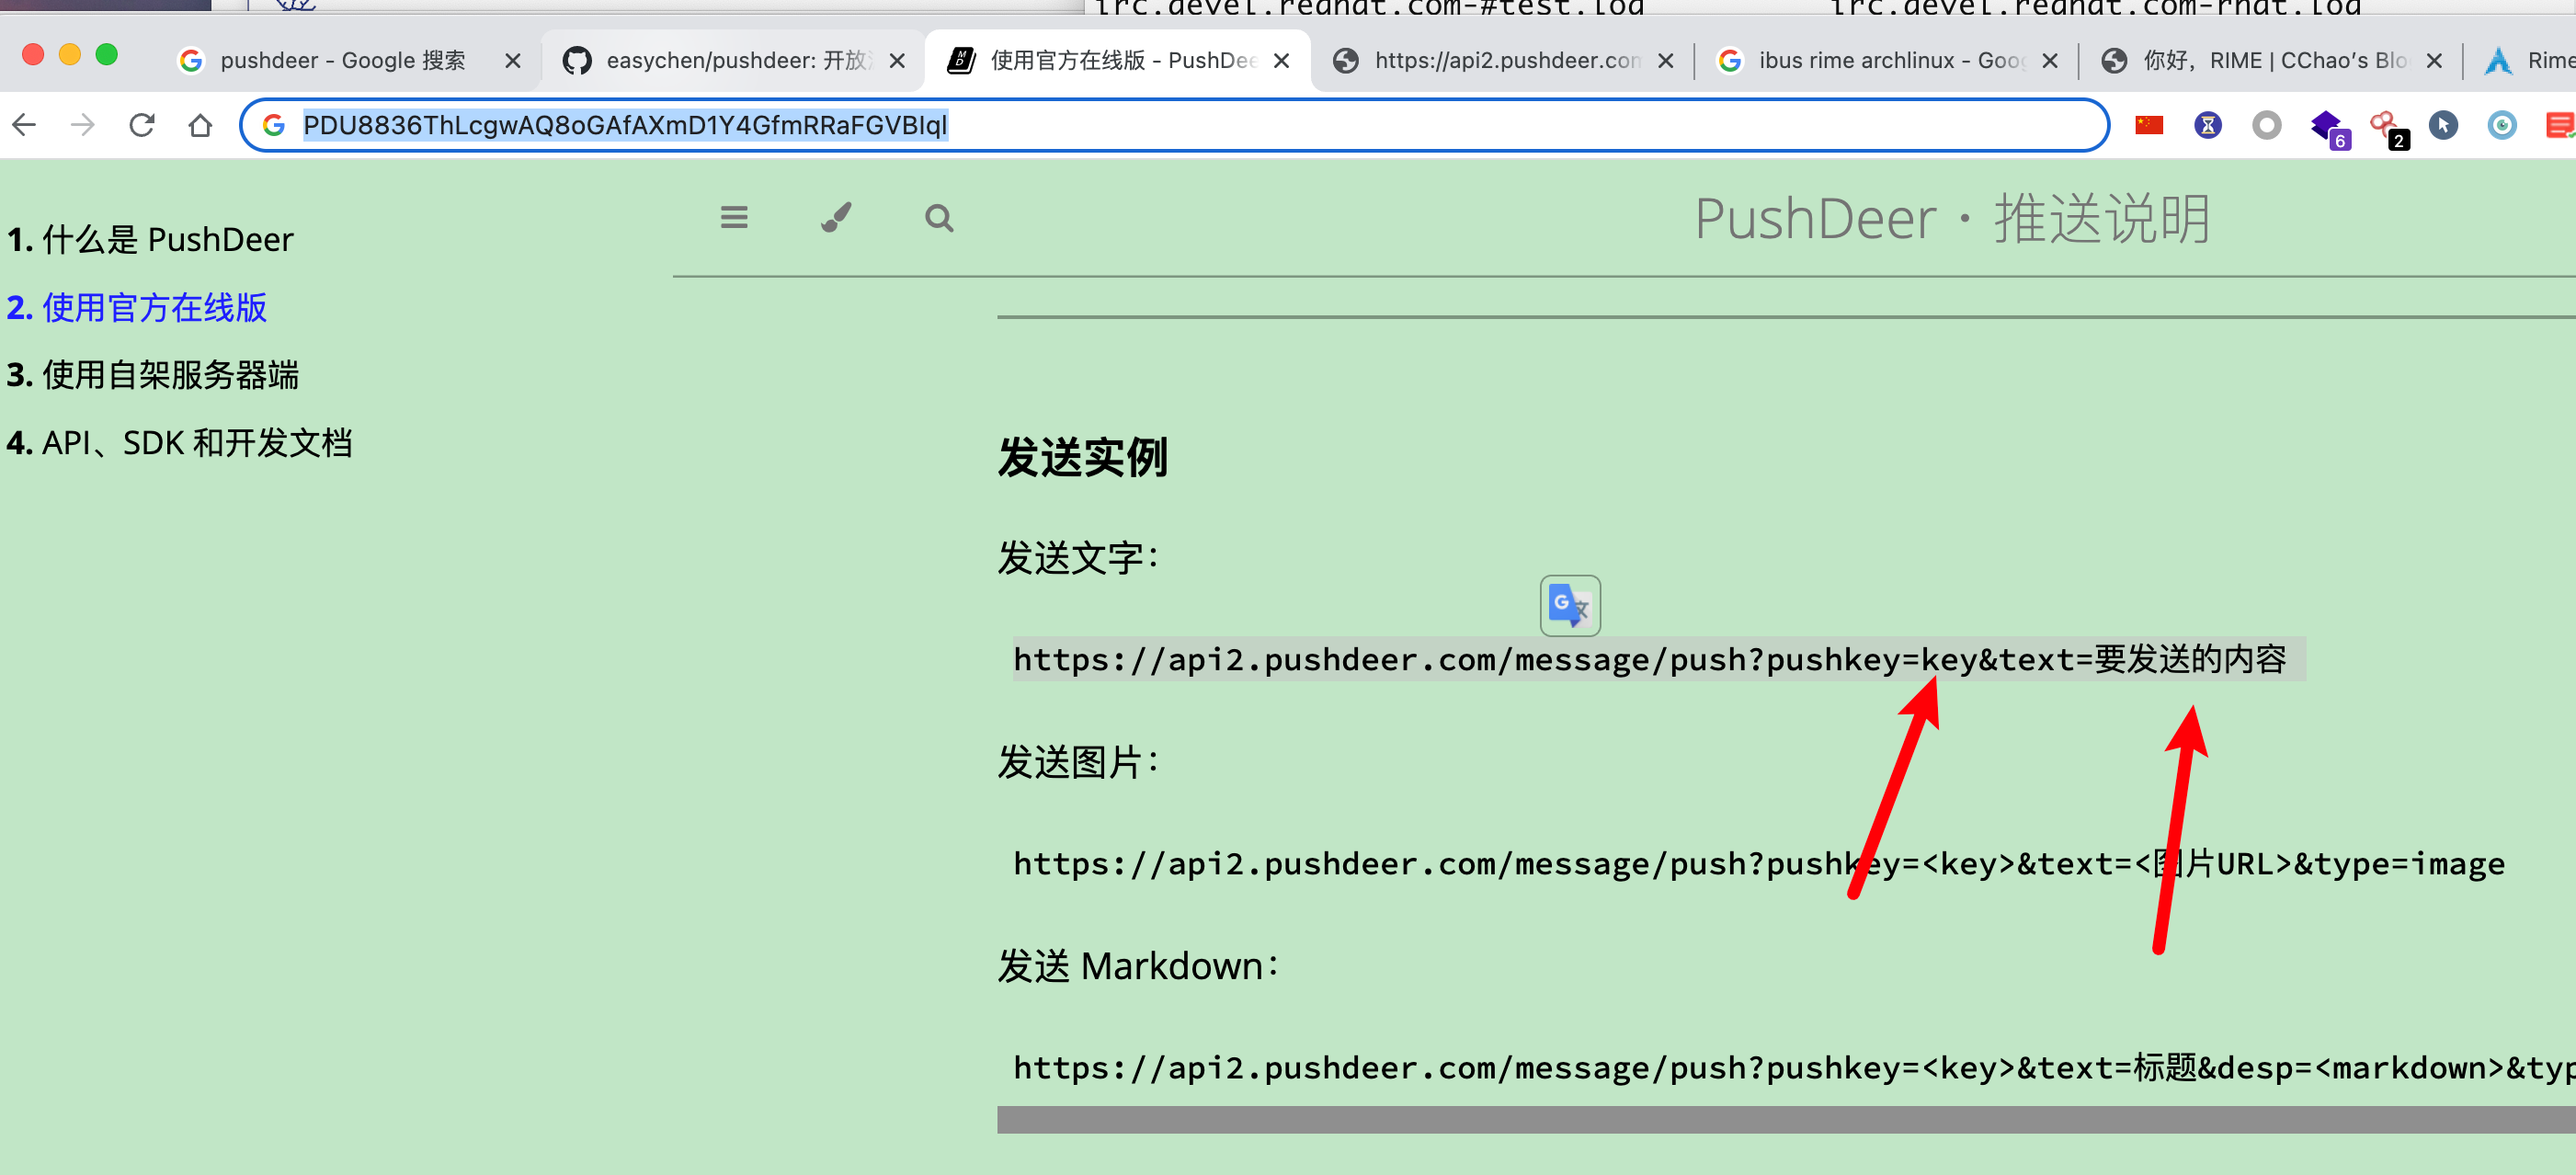 irc.devel.redhat.com-#test.log irc.devel.redhat.com-rhat.log
pushdeer - Google 搜索
easychen/pushdeer: 开放
使用官方在线版 - PushDee
https://api2.pushdeer.com
ibus rime archlinux - Goog
你好，RIME | CChao's Blo
Rime
PDU8836ThLcgwAQ8oGAfAXmD1Y4GfmRRaFGVBIql
6
2
PushDeer · 推送说明
1. 什么是 PushDeer
2. 使用官方在线版
3. 使用自架服务器端
4. API、SDK 和开发文档
发送实例
发送文字：
https://api2.pushdeer.com/message/push?pushkey=key&text=要发送的内容
发送图片：
https://api2.pushdeer.com/message/push?pushkey=<key>&text=<图片URL>&type=image
发送 Markdown：
https://api2.pushdeer.com/message/push?pushkey=<key>&text=标题&desp=<markdown>&typ